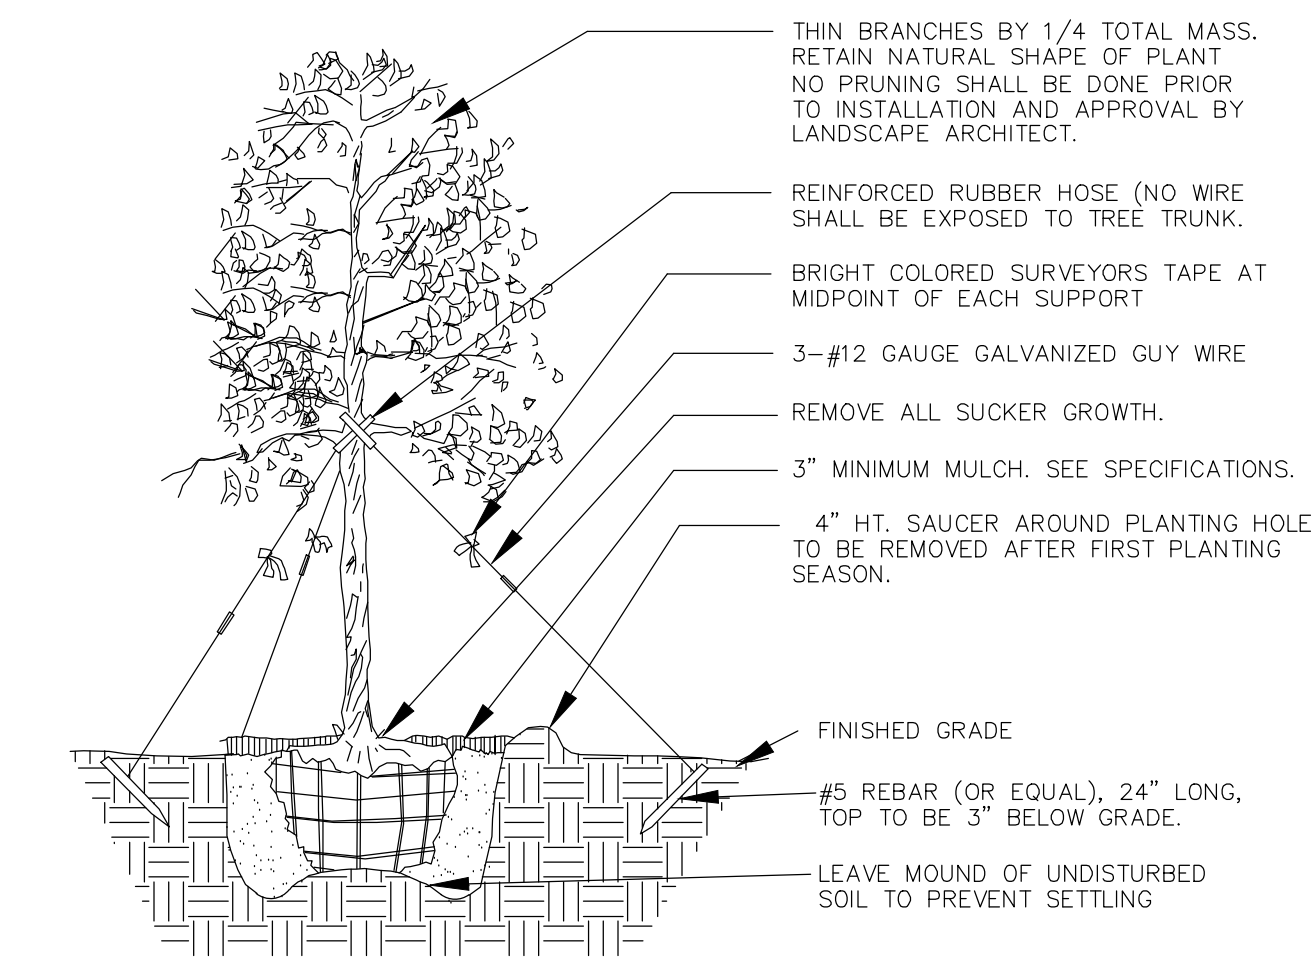 THIN BRANCHES BY 1/4 TOTAL MASS.
RETAIN NATURAL SHAPE OF PLANT
NO PRUNING SHALL BE DONE PRIOR
TO INSTALLATION AND APPROVAL BY
LANDSCAPE ARCHITECT.
REINFORCED RUBBER HOSE (NO WIRE
SHALL BE EXPOSED TO TREE TRUNK.
BRIGHT COLORED SURVEYORS TAPE AT
MIDPOINT OF EACH SUPPORT
3-#12 GAUGE GALVANIZED GUY WIRE
REMOVE ALL SUCKER GROWTH.
3" MINIMUM MULCH. SEE SPECIFICATIONS.
4" HT. SAUCER AROUND PLANTING HOLE
TO BE REMOVED AFTER FIRST PLANTING
SEASON.
FINISHED GRADE
#5 REBAR (OR EQUAL), 24" LONG,
TOP TO BE 3" BELOW GRADE.
LEAVE MOUND OF UNDISTURBED
SOIL TO PREVENT SETTLING